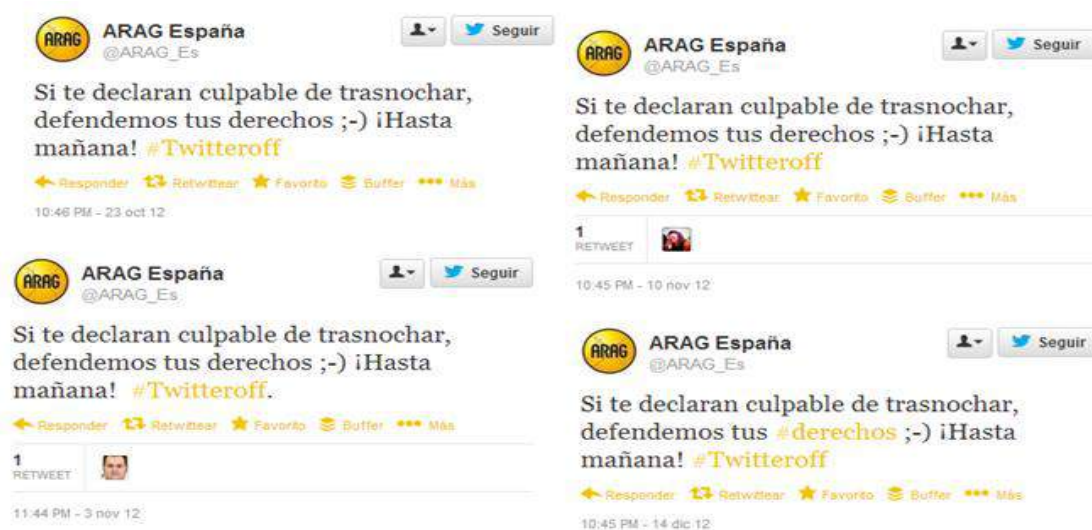 ARAG
ARAG España
@ARAG_Es
Seguir
Si te declaran culpable de trasnochar,
defendemos tus derechos ;-) ¡Hasta
mañana! #Twitteroff
Responder Retwittear Favorito Buffer Más
10:46 PM - 23 oct 12
ARAG
ARAG España
@ARAG_Es
Seguir
Si te declaran culpable de trasnochar,
defendemos tus derechos ;-) ¡Hasta
mañana! #Twitteroff.
Responder Retwittear Favorito Buffer Más
1
RETWEET
11:44 PM - 3 nov 12
ARAG
ARAG España
@ARAG_Es
Seguir
Si te declaran culpable de trasnochar,
defendemos tus derechos ;-) ¡Hasta
mañana! #Twitteroff
Responder Retwittear Favorito Buffer Más
1
RETWEET
10:45 PM - 10 nov 12
ARAG
ARAG España
@ARAG_Es
Seguir
Si te declaran culpable de trasnochar,
defendemos tus #derechos ;-) ¡Hasta
mañana! #Twitteroff
Responder Retwittear Favorito Buffer Más
10:45 PM - 14 dic 12